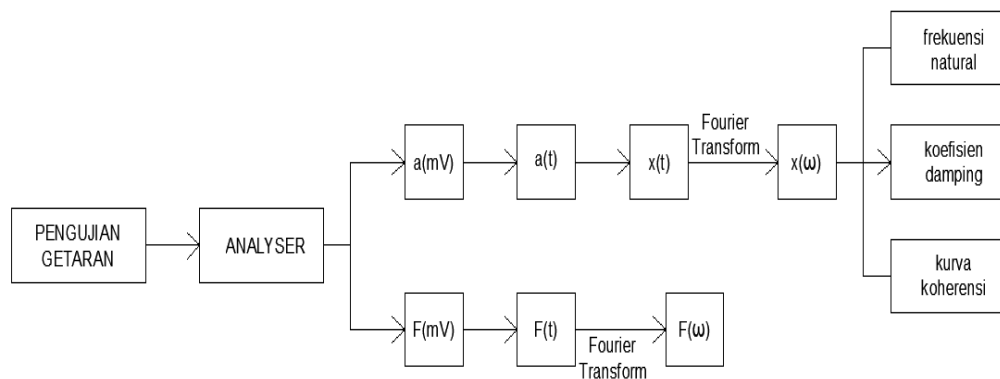 PENGUJIAN
GETARAN
ANALYSER
a(mV)
a(t)
x(t)
Fourier
Transform
x(ω)
frekuensi
natural
koefisien
damping
kurva
koherensi
F(mV)
F(t)
Fourier
Transform
F(ω)